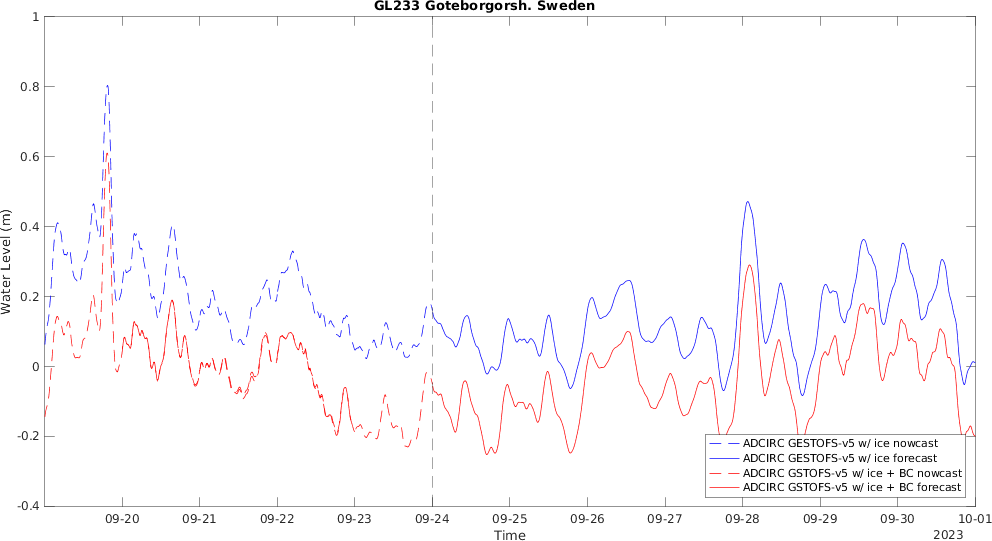 GL233 Goteborgorsh. Sweden
1
0.8
0.6
0.4
0.2
0
-0.2
-0.4
Water Level (m)
ADCIRC GESTOFS-v5 w/ ice nowcast
ADCIRC GESTOFS-v5 w/ ice forecast
ADCIRC GSTOFS-v5 w/ ice + BC nowcast
ADCIRC GSTOFS-v5 w/ ice + BC forecast
09-20 09-21 09-22 09-23 09-24 09-25 09-26 09-27 09-28 09-29 09-30 10-01
Time
2023